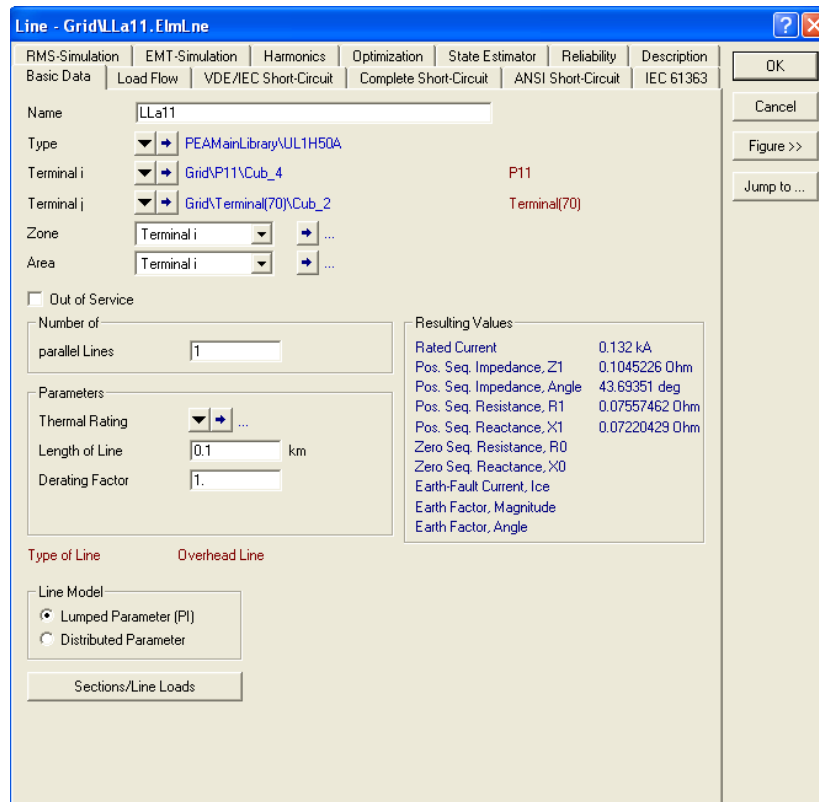 Line - Grid\LLa11.ElmLne
RMS-Simulation EMT-Simulation Harmonics Optimization State Estimator Reliability Description
Basic Data Load Flow VDE/IEC Short-Circuit Complete Short-Circuit ANSI Short-Circuit IEC 61363
OK
Cancel
Figure >>
Jump to ...
Name LLa11
Type PEAMainLibrary\UL1H50A
Terminal i Grid\P11\Cub_4 P11
Terminal j Grid\Terminal(70)\Cub_2 Terminal(70)
Zone Terminal i ...
Area Terminal i ...
Out of Service
Number of
parallel Lines 1
Parameters
Thermal Rating ...
Length of Line 0.1 km
Derating Factor 1.
Resulting Values
Rated Current 0.132 kA
Pos. Seq. Impedance, Z1 0.1045226 Ohm
Pos. Seq. Impedance, Angle 43.69351 deg
Pos. Seq. Resistance, R1 0.07557462 Ohm
Pos. Seq. Reactance, X1 0.07220429 Ohm
Zero Seq. Resistance, R0
Zero Seq. Reactance, X0
Earth-Fault Current, Ice
Earth Factor, Magnitude
Earth Factor, Angle
Type of Line Overhead Line
Line Model
Lumped Parameter (PI)
Distributed Parameter
Sections/Line Loads